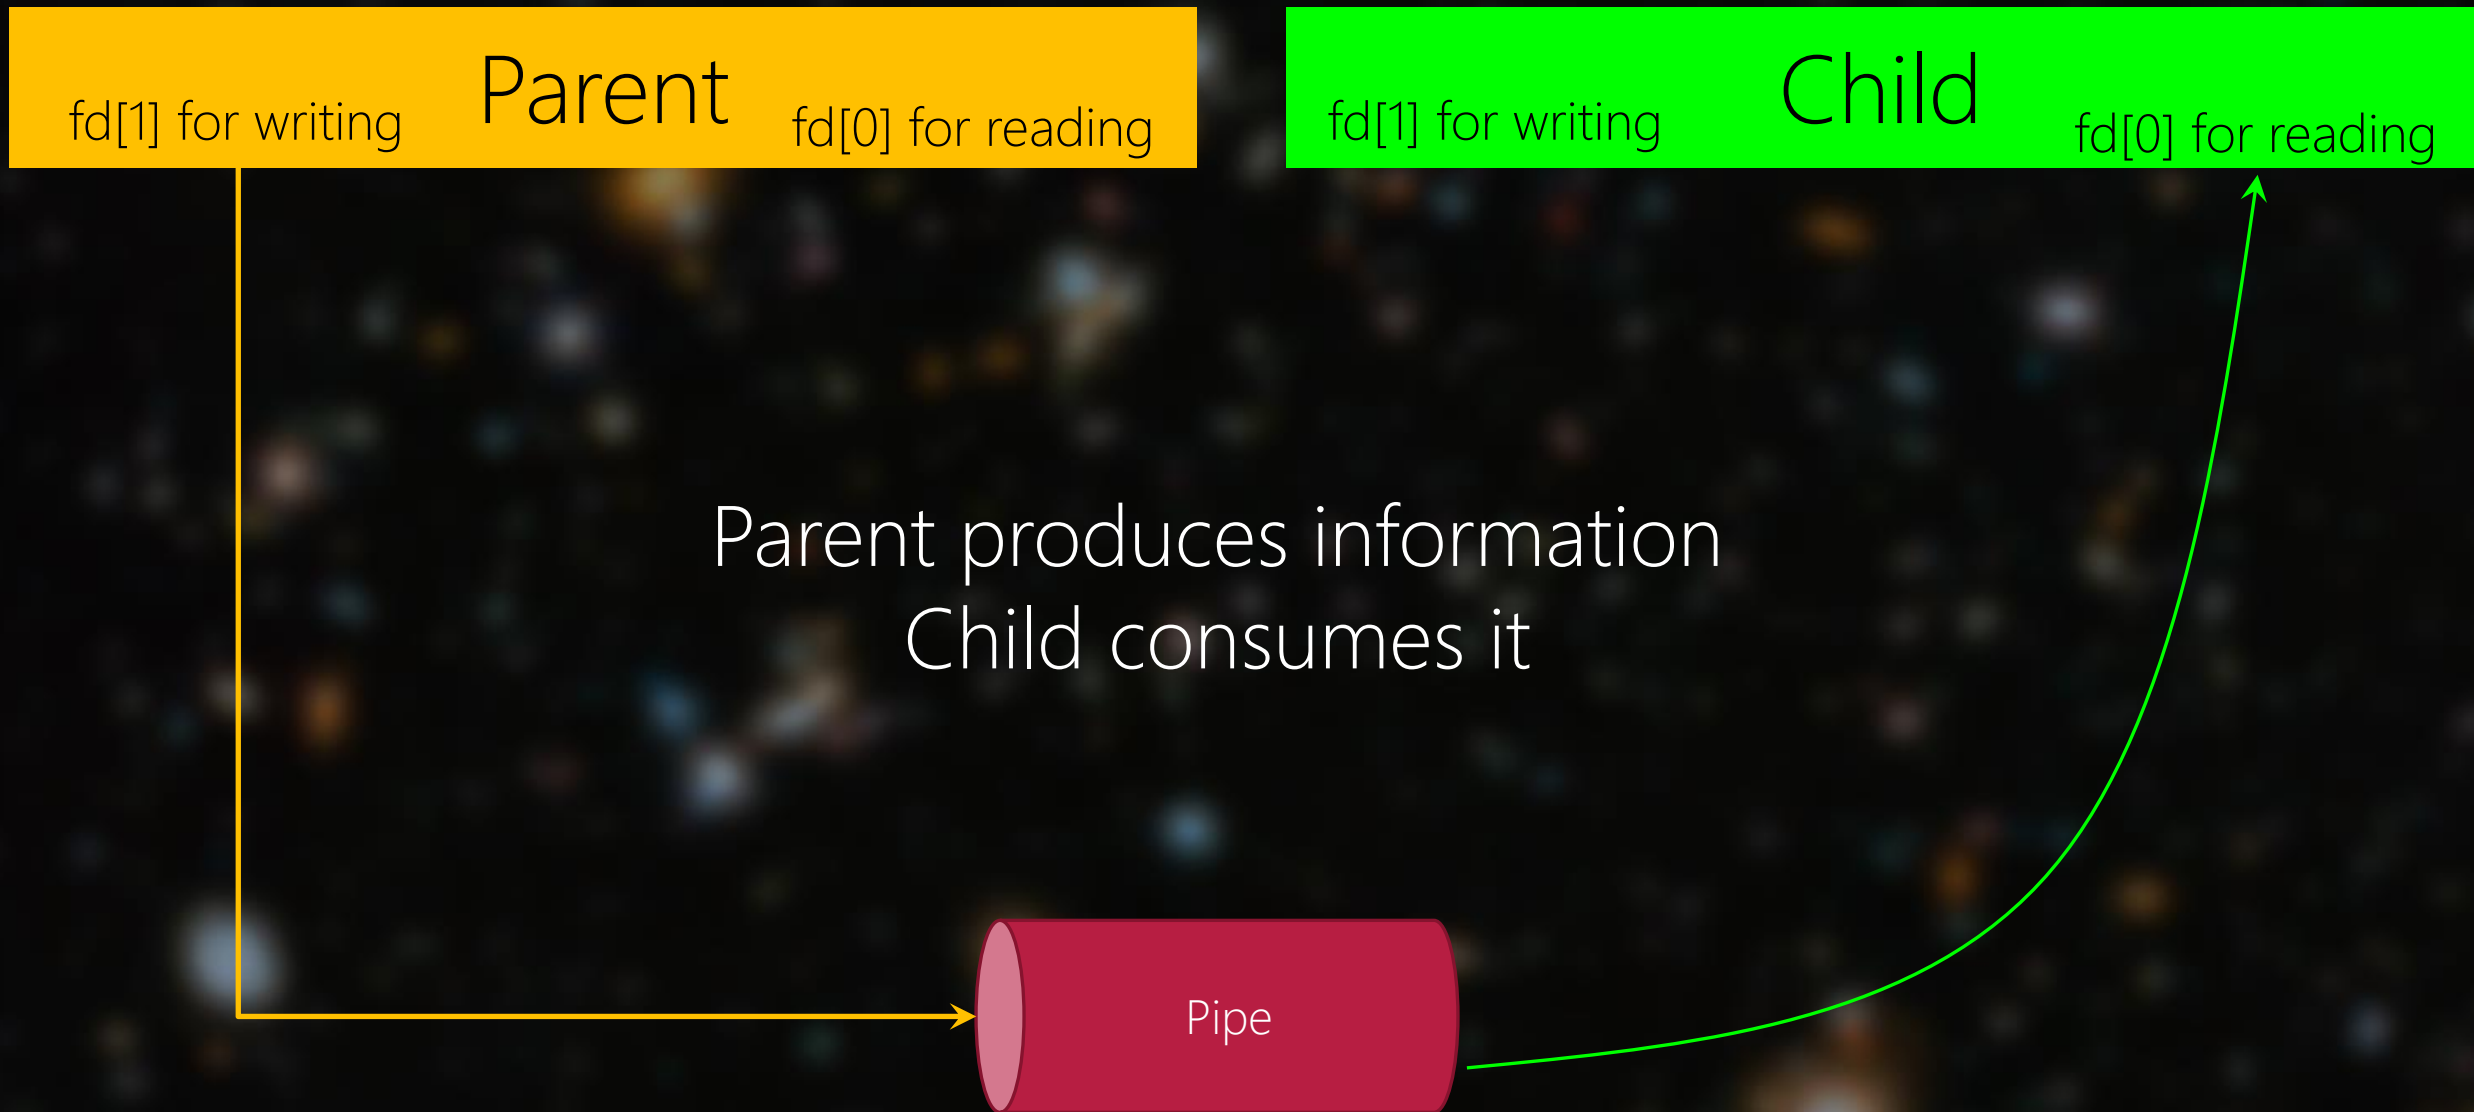 Parent
fd[1] for writing
fd[0] for reading
Child
fd[1] for writing
fd[0] for reading
Parent produces information
Child consumes it
Pipe